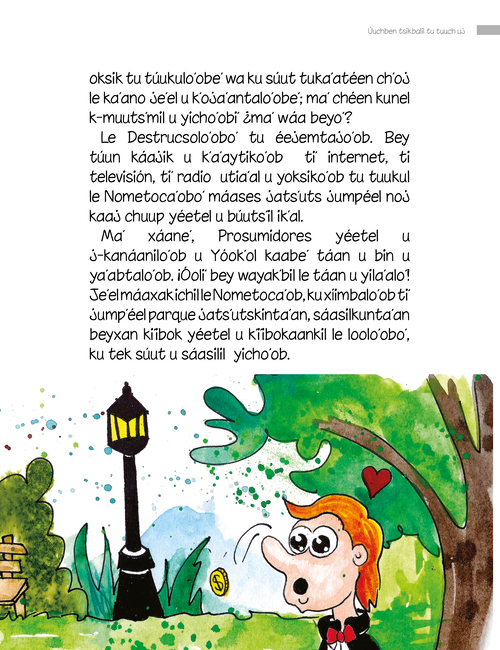 Úuchben tsikbalil tu tuuch uj
oksik tu túukulo'obe' wa ku súut tuka'atéen ch'oj
le ka'ano je'el u k'oja'antalo'obe'; ma' chéen kunel
k-muuts'mil u yicho'obi' ¿ma' wáa beyo'?
Le Destrucsolo'obo' tu éejemtajo'ob. Bey
túun káajik u k'a'aytiko'ob ti' internet, ti
televisión, ti' radio utia'al u yoksiko'ob tu tuukul
le Nometoca'obo' máases jats'uts jumpéel noj
kaaj chuup yéetel u búuts'il ik'al.
Ma' xáane', Prosumidores yéetel u
j-kanáanilo'ob u Yóok'ol kaabe' táan u bin u
ya'abtalo'ob. ¡Óoli' bey wayak'bil le táan u yila'alo'!
Je'el máaxak ichil le Nometoca'ob, ku xíimbalo'ob ti'
jump'éel parque jats'utskinta'an, sáasilkunta'an
beyxan ki'ibok yéetel u ki'ibokaankil le loolo'obo',
ku tek súut u sáasilil yicho'ob.